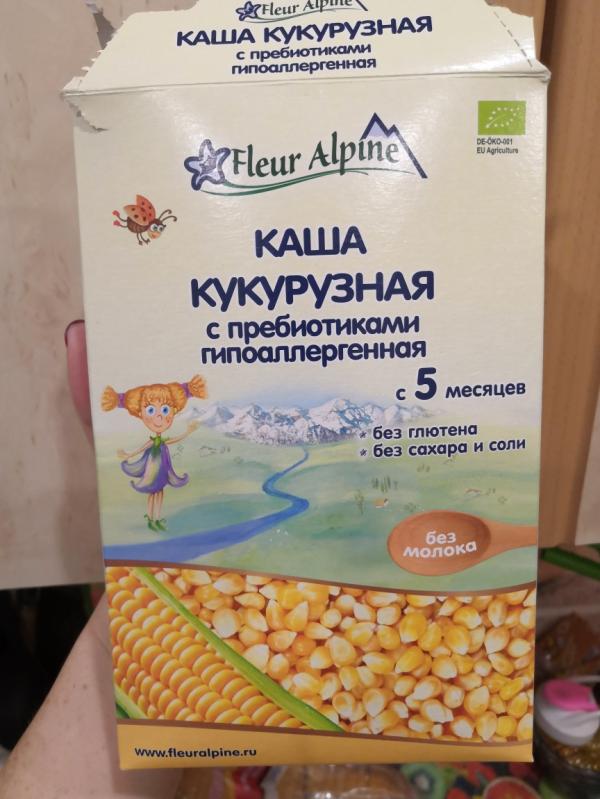 Fleur Alpine
КАША КУКУРУЗНАЯ
с пребиотиками
гипоаллергенная
Fleur Alpine
DE-ÖKO-001
EU Agriculture
КАША
КУКУРУЗНАЯ
с пребиотиками
гипоаллергенная
с 5 месяцев
* без глютена
* без сахара и соли
без
молока
www.fleuralpine.ru